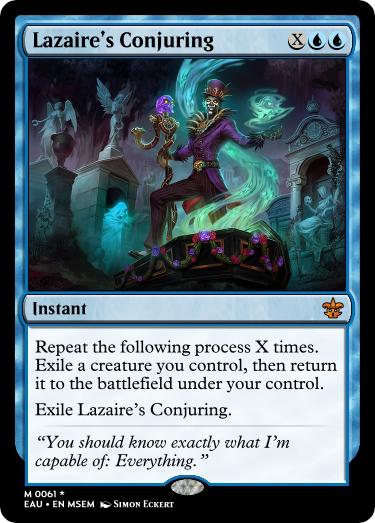 Lazaire's Conjuring X
Instant
Repeat the following process X times.
Exile a creature you control, then return
it to the battlefield under your control.
Exile Lazaire's Conjuring.
“You should know exactly what I'm
capable of: Everything.”
M 0061 *
EAU • EN MSEM Simon Eckert